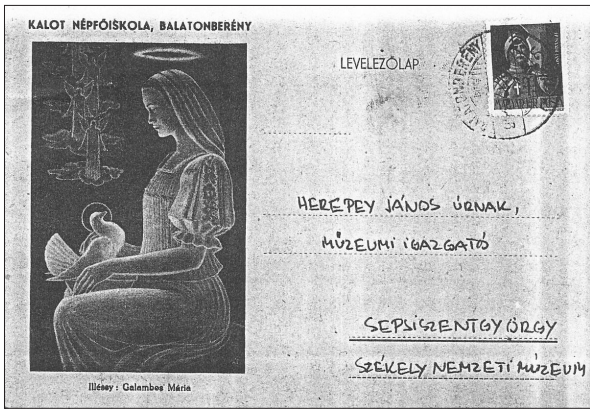 KALOT NÉPFŐISKOLA, BALATONBERÉNY
LEVELEZŐLAP
HEREPEY JÁNOS ÚRNAK,
MÚZEUMI IGAZGATÓ
SEPSISZENTGYÖRGY
SZÉKELY NEMZETI MÚZEUM
Illéssy: Galambos Mária